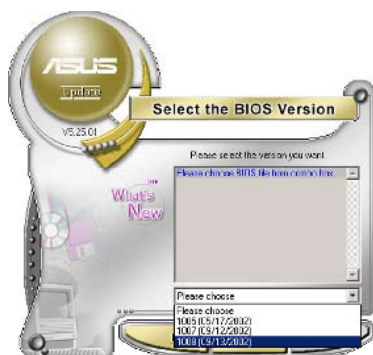 ASUS
Update
V5.25.01
Select the BIOS Version
Please select the version you want
What's
New
Please choose BIOS file from combo box
Please choose
Please choose
1005 (05/17/2002)
1007 (09/12/2002)
1008 (09/13/2002)